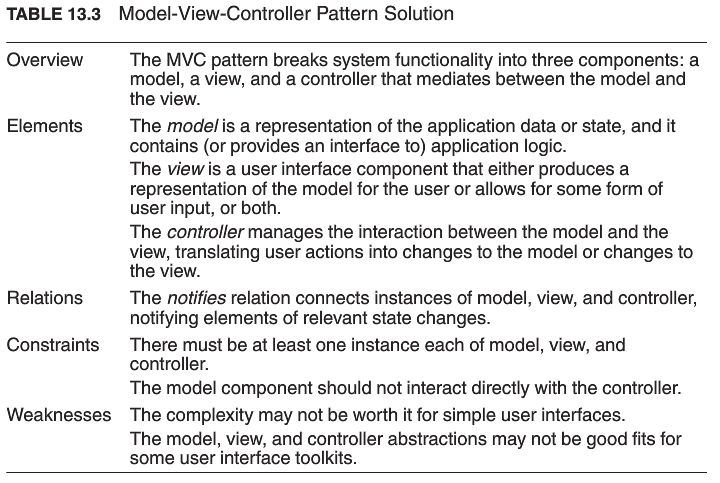 TABLE 13.3 Model-View-Controller Pattern Solution
Overview The MVC pattern breaks system functionality into three components: a
model, a view, and a controller that mediates between the model and
the view.
Elements The model is a representation of the application data or state, and it
contains (or provides an interface to) application logic.
The view is a user interface component that either produces a
representation of the model for the user or allows for some form of
user input, or both.
The controller manages the interaction between the model and the
view, translating user actions into changes to the model or changes to
the view.
Relations The notifies relation connects instances of model, view, and controller,
notifying elements of relevant state changes.
Constraints There must be at least one instance each of model, view, and
controller.
The model component should not interact directly with the controller.
Weaknesses The complexity may not be worth it for simple user interfaces.
The model, view, and controller abstractions may not be good fits for
some user interface toolkits.